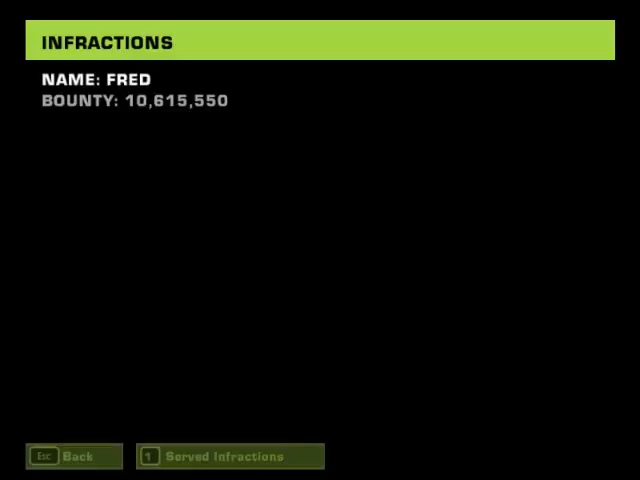 INFRACTIONS
NAME: FRED
BOUNTY: 10,615,550
Esc Back
1 Served Infractions